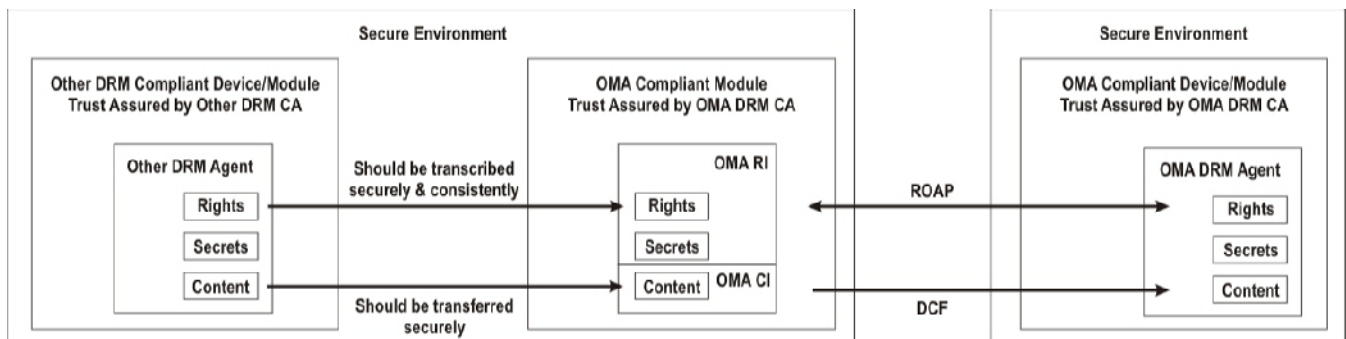 Secure Environment
Secure Environment
Other DRM Compliant Device/Module
Trust Assured by Other DRM CA
OMA Compliant Module
Trust Assured by OMA DRM CA
OMA Compliant Device/Module
Trust Assured by OMA DRM CA
Other DRM Agent
Rights
Secrets
Content
Should be transcribed
securely & consistently
Should be transferred
securely
OMA RI
Rights
Secrets
Content
OMA CI
ROAP
DCF
OMA DRM Agent
Rights
Secrets
Content